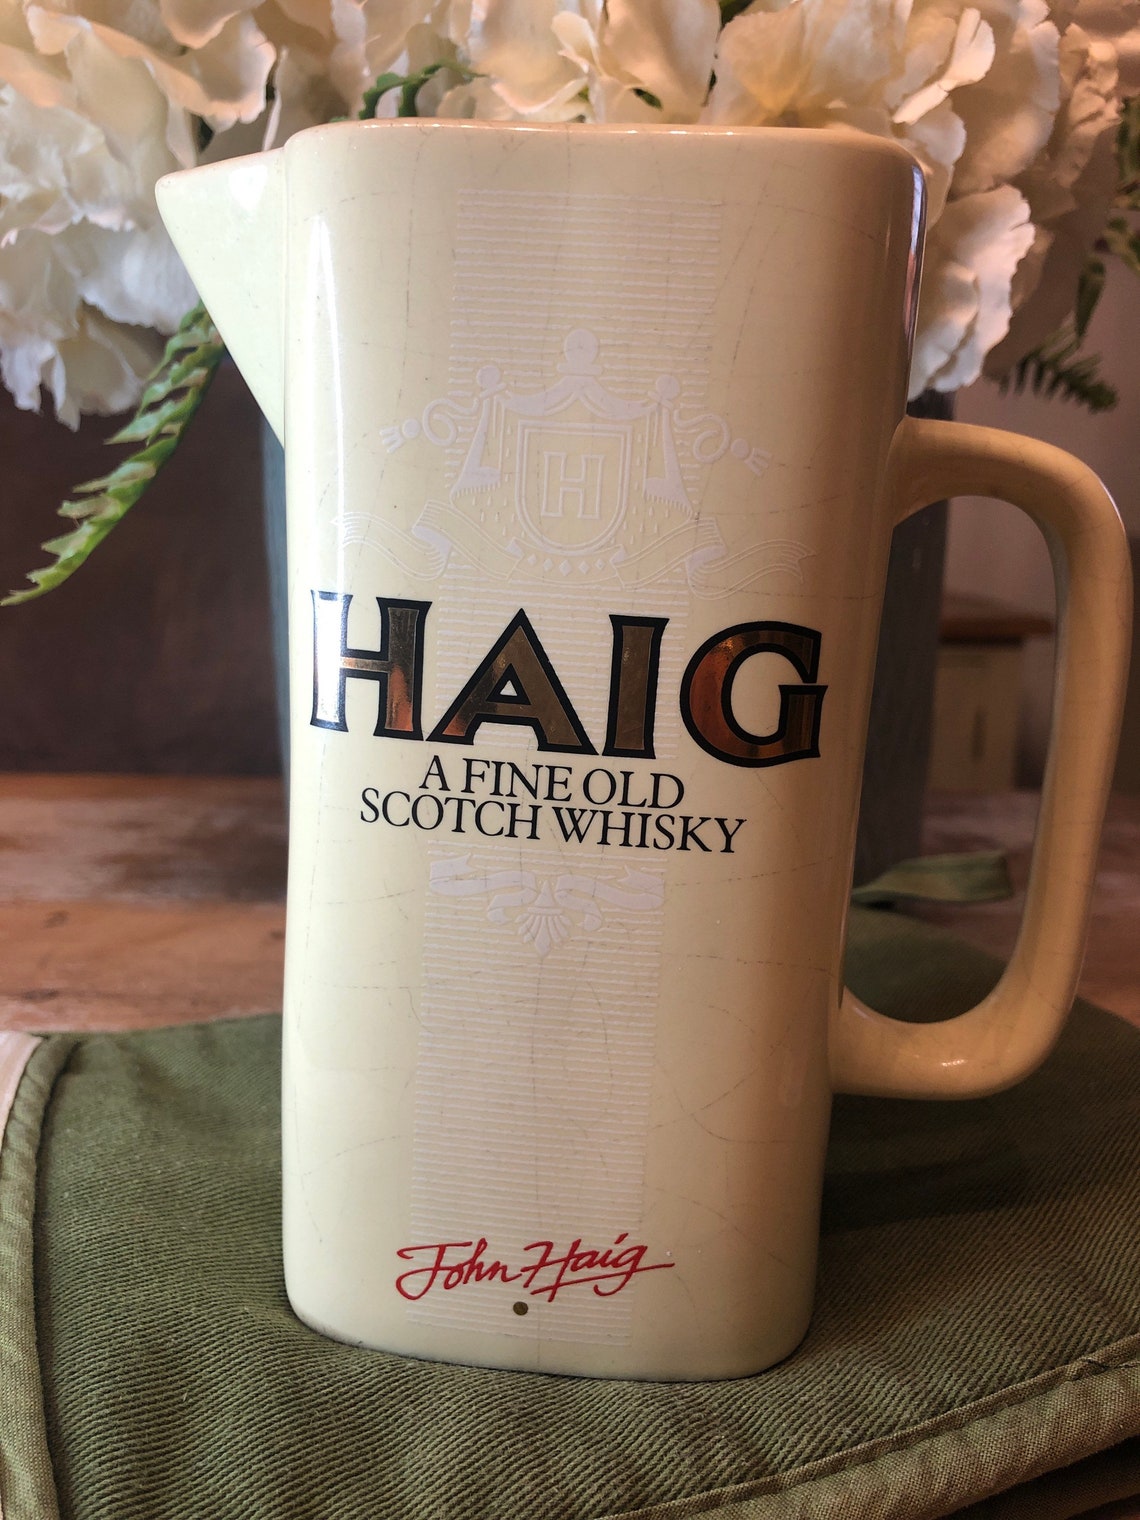 H
HAIG
A FINE OLD
SCOTCH WHISKY
John Haig